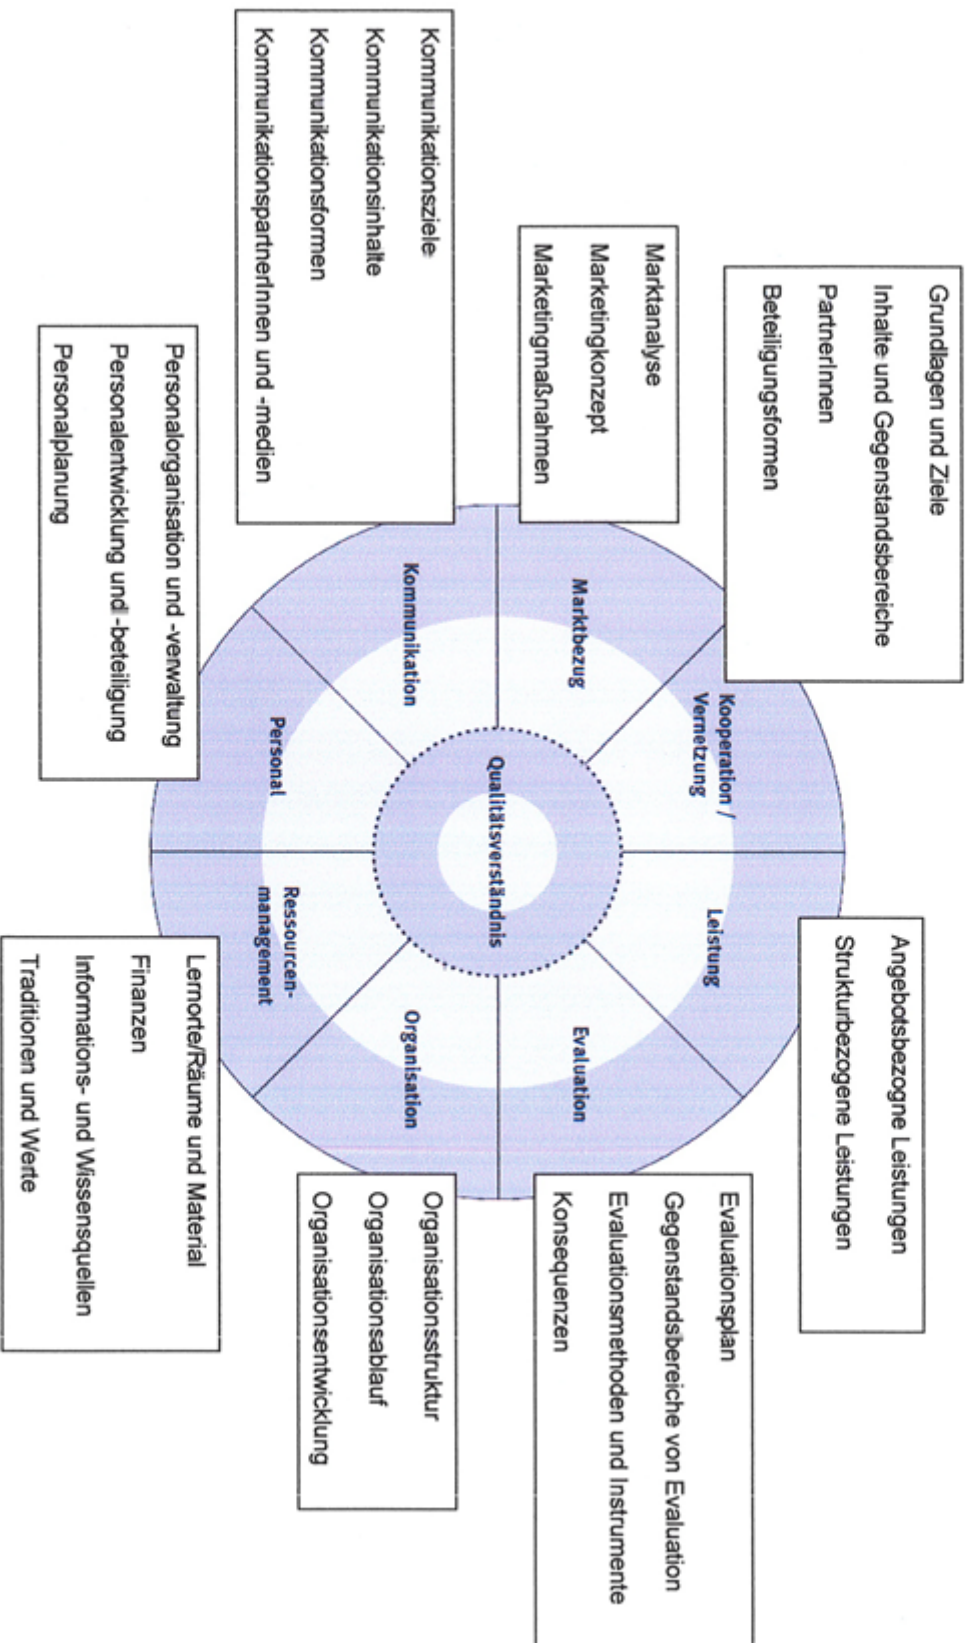 Grundlagen und Ziele
Inhalte und Gegenstandsbereiche
PartnerInnen
Beteiligungsformen
Angebotsbezogne Leistungen
Strukturbezogene Leistungen
Marktanalyse
Marketingkonzept
Marketingmaßnahmen
Evaluationsplan
Gegenstandsbereiche von Evaluation
Evaluationsmethoden und Instrumente
Konsequenzen
Kommunikationsziele
Kommunikationsinhalte
Kommunikationsformen
KommunikationspartnerInnen und -medien
Organisationsstruktur
Organisationsablauf
Organisationsentwicklung
Personalorganisation und -verwaltung
Personalentwicklung und -beteiligung
Personalplanung
Lernorte/Räume und Material
Finanzen
Informations- und Wissensquellen
Traditionen und Werte
Kooperation /
Vernetzung
Leistung
Marktbezug
Evaluation
Qualitätsverständnis
Kommunikation
Organisation
Personal
Ressourcen-
management